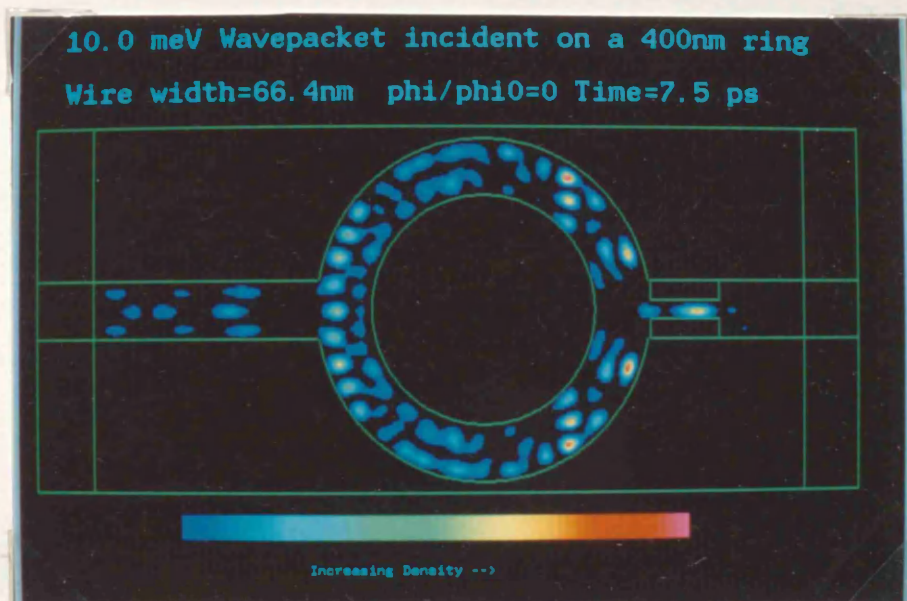 10.0 meV Wavepacket incident on a 400nm ring
Wire width=66.4nm phi/phi0=0 Time=7.5 ps
Increasing Density -->